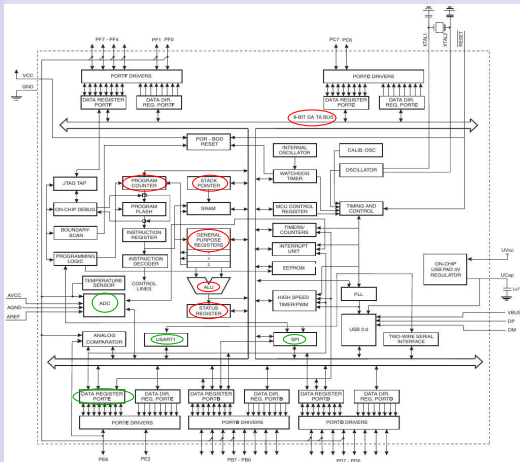 XTAL1
XTAL2
RESET
PF7 - PF4
PF1
PF0
PC7
PC6
VCC
GND
PORTF DRIVERS
PORTC DRIVERS
DATA REGISTER
PORTF
DATA DIR.
REG. PORTF
DATA REGISTER
PORTC
DATA DIR.
REG. PORTC
8-BIT DA TA BUS
POR - BOD
RESET
INTERNAL
OSCILLATOR
CALIB. OSC
WATCHDOG
TIMER
OSCILLATOR
JTAG TAP
PROGRAM
COUNTER
STACK
POINTER
ON-CHIP DEBUG
PROGRAM
FLASH
SRAM
MCU CONTROL
REGISTER
TIMING AND
CONTROL
BOUNDARY-
SCAN
INSTRUCTION
REGISTER
GENERAL
PURPOSE
REGISTERS
TIMERS/
COUNTERS
INTERRUPT
UNIT
PROGRAMMING
LOGIC
INSTRUCTION
DECODER
EEPROM
ON-CHIP
USB PAD 3V
REGULATOR
UVcc
TEMPERATURE
SENSOR
CONTROL
LINES
ALU
PLL
UCap
ADC
STATUS
REGISTER
HIGH SPEED
TIMER/PWM
AVCC
AGND
AREF
USB 2.0
VBUS
DP
DM
ANALOG
COMPARATOR
USART1
SPI
TWO-WIRE SERIAL
INTERFACE
DATA REGISTER
PORTE
DATA DIR.
REG. PORTE
DATA REGISTER
PORTB
DATA DIR.
REG. PORTB
DATA REGISTER
PORTD
DATA DIR.
REG. PORTD
PORTE DRIVERS
PORTB DRIVERS
PORTD DRIVERS
PE6
PE2
PB7 - PB0
PD7 - PD0